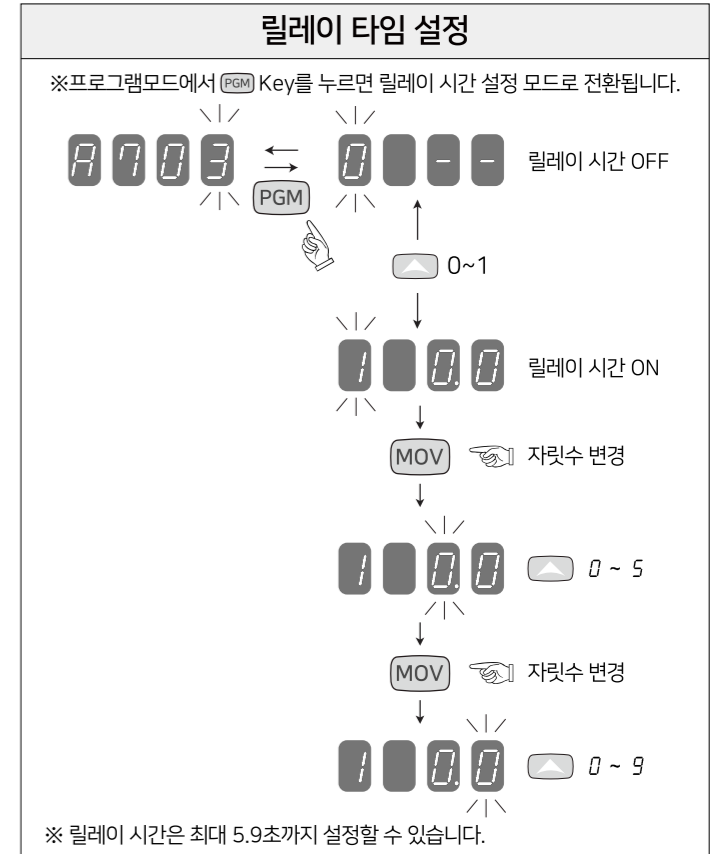 릴레이 타임 설정
※프로그램모드에서 PGM Key를 누르면 릴레이 시간 설정 모드로 전환됩니다.
A703 0 -- 릴레이 시간 OFF
PGM
0~1
1 0.0 릴레이 시간 ON
MOV 자릿수 변경
1 0.0 0 ~ 5
MOV 자릿수 변경
1 0.0 0 ~ 9
※ 릴레이 시간은 최대 5.9초까지 설정할 수 있습니다.